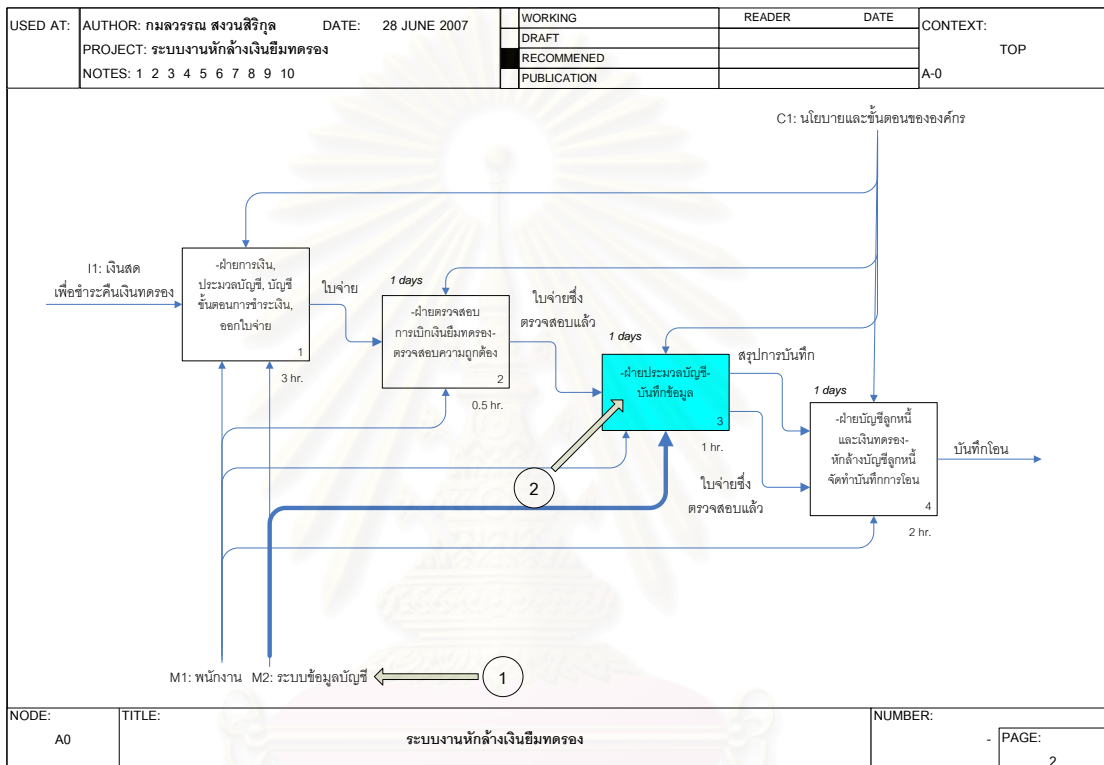 USED AT:
AUTHOR: กมลวรรณ สงวนสิริกุล DATE: 28 JUNE 2007
PROJECT: ระบบงานหักล้างเงินยืมทดรอง
NOTES: 1 2 3 4 5 6 7 8 9 10
WORKING
DRAFT
RECOMMENED
PUBLICATION
READER DATE
CONTEXT:
TOP
A-0
C1: นโยบายและขั้นตอนขององค์กร
I1: เงินสด
เพื่อชำระคืนเงินทดรอง
-ฝ่ายการเงิน,
ประมวลบัญชี, บัญชี
ขั้นตอนการชำระเงิน,
ออกใบจ่าย
1
3 hr.
ใบจ่าย
1 days
-ฝ่ายตรวจสอบ
การเบิกเงินยืมทดรอง-
ตรวจสอบความถูกต้อง
2
0.5 hr.
ใบจ่ายซึ่ง
ตรวจสอบแล้ว
1 days
-ฝ่ายประมวลบัญชี-
บันทึกข้อมูล
3
1 hr.
สรุปการบันทึก
ใบจ่ายซึ่ง
ตรวจสอบแล้ว
1 days
-ฝ่ายบัญชีลูกหนี้
และเงินทดรอง-
หักล้างบัญชีลูกหนี้
จัดทำบันทึกการโอน
4
2 hr.
บันทึกโอน
2
M1: พนักงาน M2: ระบบข้อมูลบัญชี
1
NODE:
A0
TITLE:
ระบบงานหักล้างเงินยืมทดรอง
NUMBER:
-
PAGE:
2